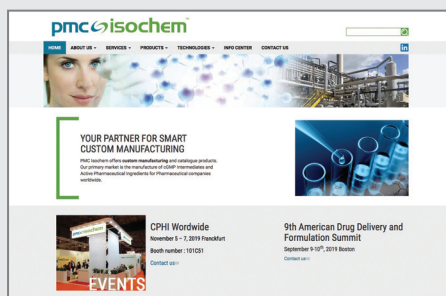 pmc isochem™
HOME ABOUT US SERVICES PRODUCTS TECHNOLOGIES INFO CENTER CONTACT US in
YOUR PARTNER FOR SMART
CUSTOM MANUFACTURING
PMC Isochem offers custom manufacturing and catalogue products.
Our primary market is the manufacture of cGMP intermediates and
Active Pharmaceutical Ingredients for Pharmaceutical companies
worldwide.
CPHI Wordwide
November 5 – 7, 2019 Franckfurt
Booth number : 101C51
Contact us
pmc isochem
EVENTS
9th American Drug Delivery and
Formulation Summit
September 9-10th, 2019 Boston
Contact us